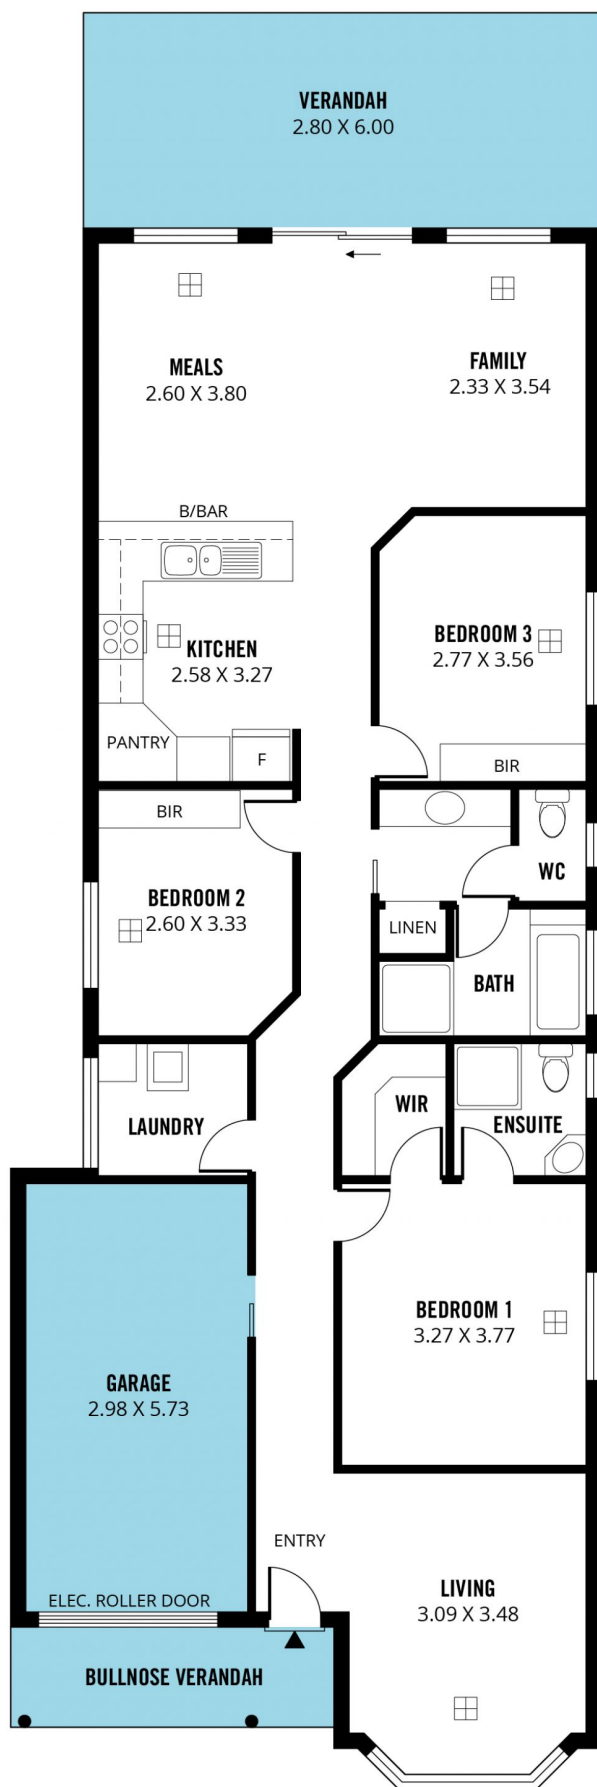 VERANDAH
2.80 X 6.00
MEALS
2.60 X 3.80
FAMILY
2.33 X 3.54
B/BAR
KITCHEN
2.58 X 3.27
BEDROOM 3
2.77 X 3.56
PANTRY
F
BIR
BIR
WC
BEDROOM 2
2.60 X 3.33
LINEN
BATH
WIR
ENSUITE
LAUNDRY
BEDROOM 1
3.27 X 3.77
GARAGE
2.98 X 5.73
ENTRY
LIVING
3.09 X 3.48
ELEC. ROLLER DOOR
BULLNOSE VERANDAH